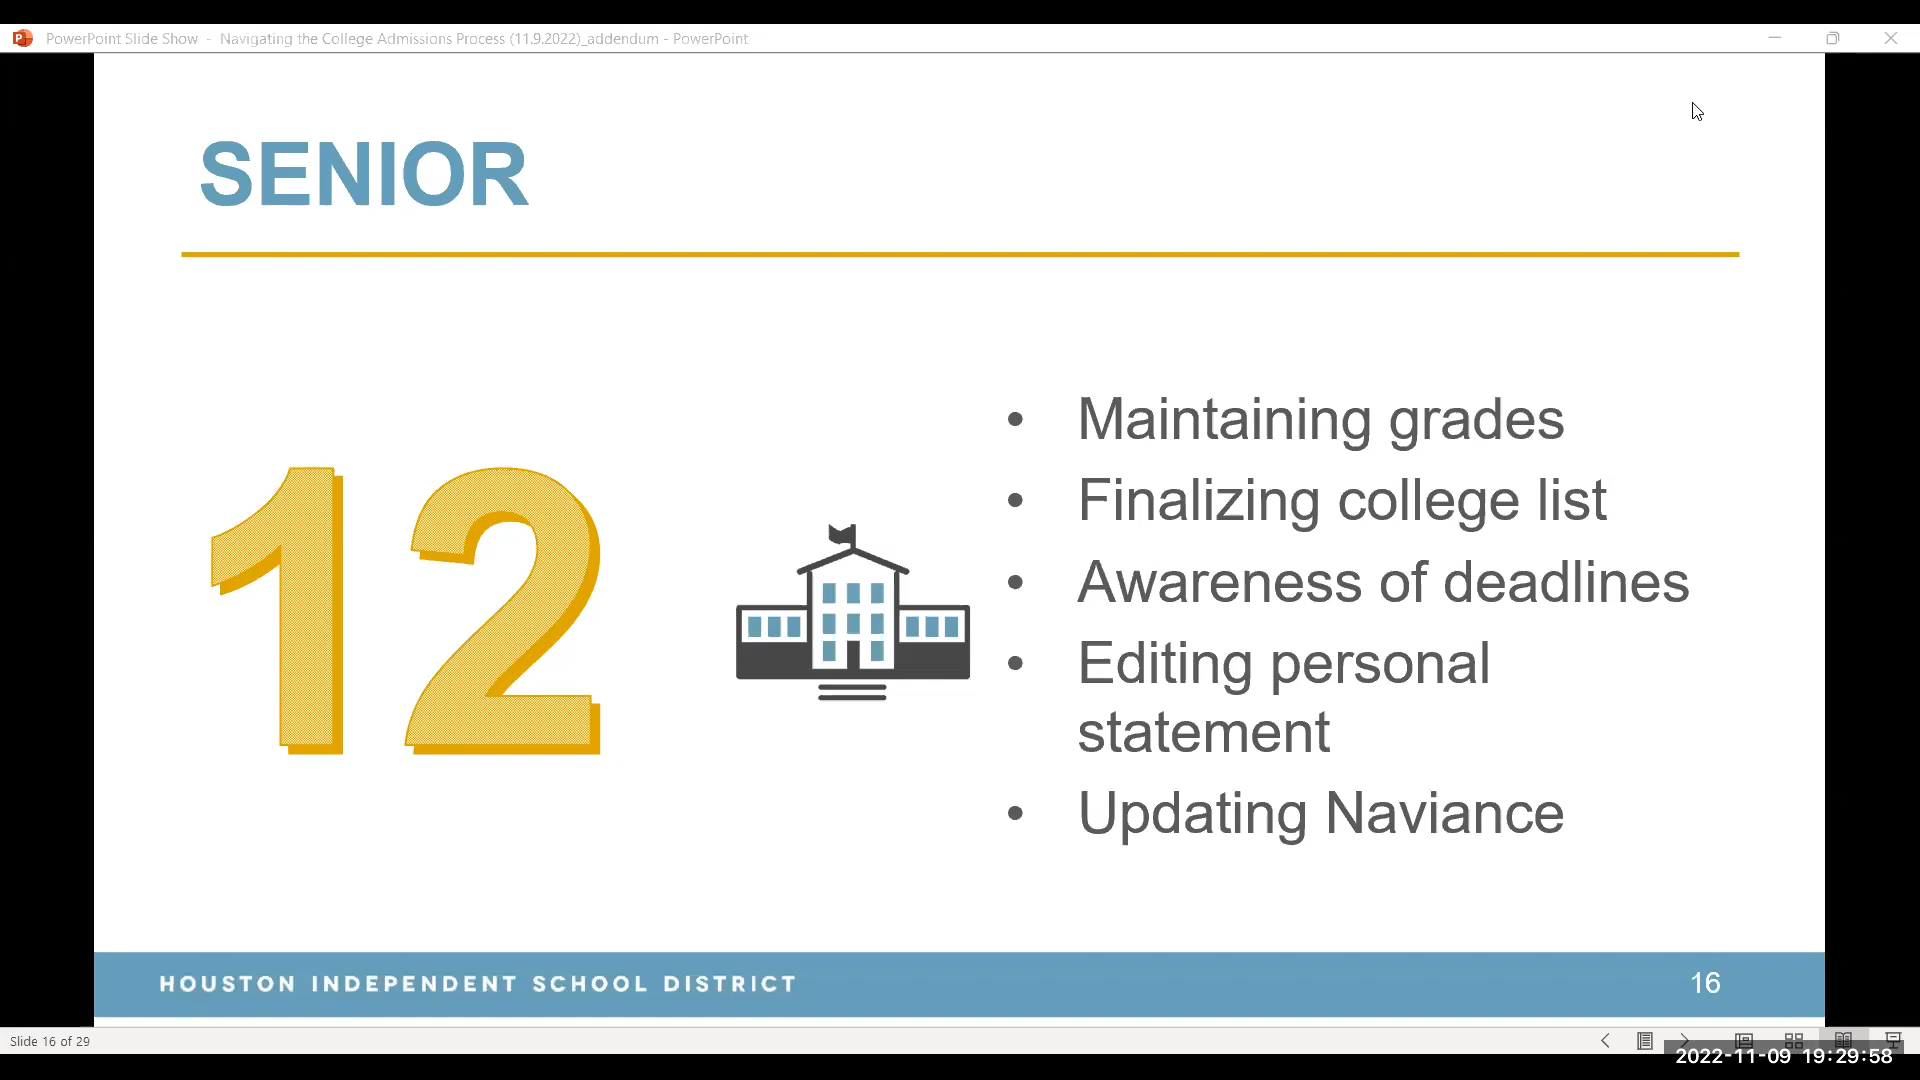 PowerPoint Slide Show - Navigating the College Admissions Process (11.9.2022)_addendum - PowerPoint
SENIOR
12
• Maintaining grades
• Finalizing college list
• Awareness of deadlines
• Editing personal
statement
• Updating Naviance
HOUSTON INDEPENDENT SCHOOL DISTRICT
16
Slide 16 of 29
2022-11-09 19:29:58